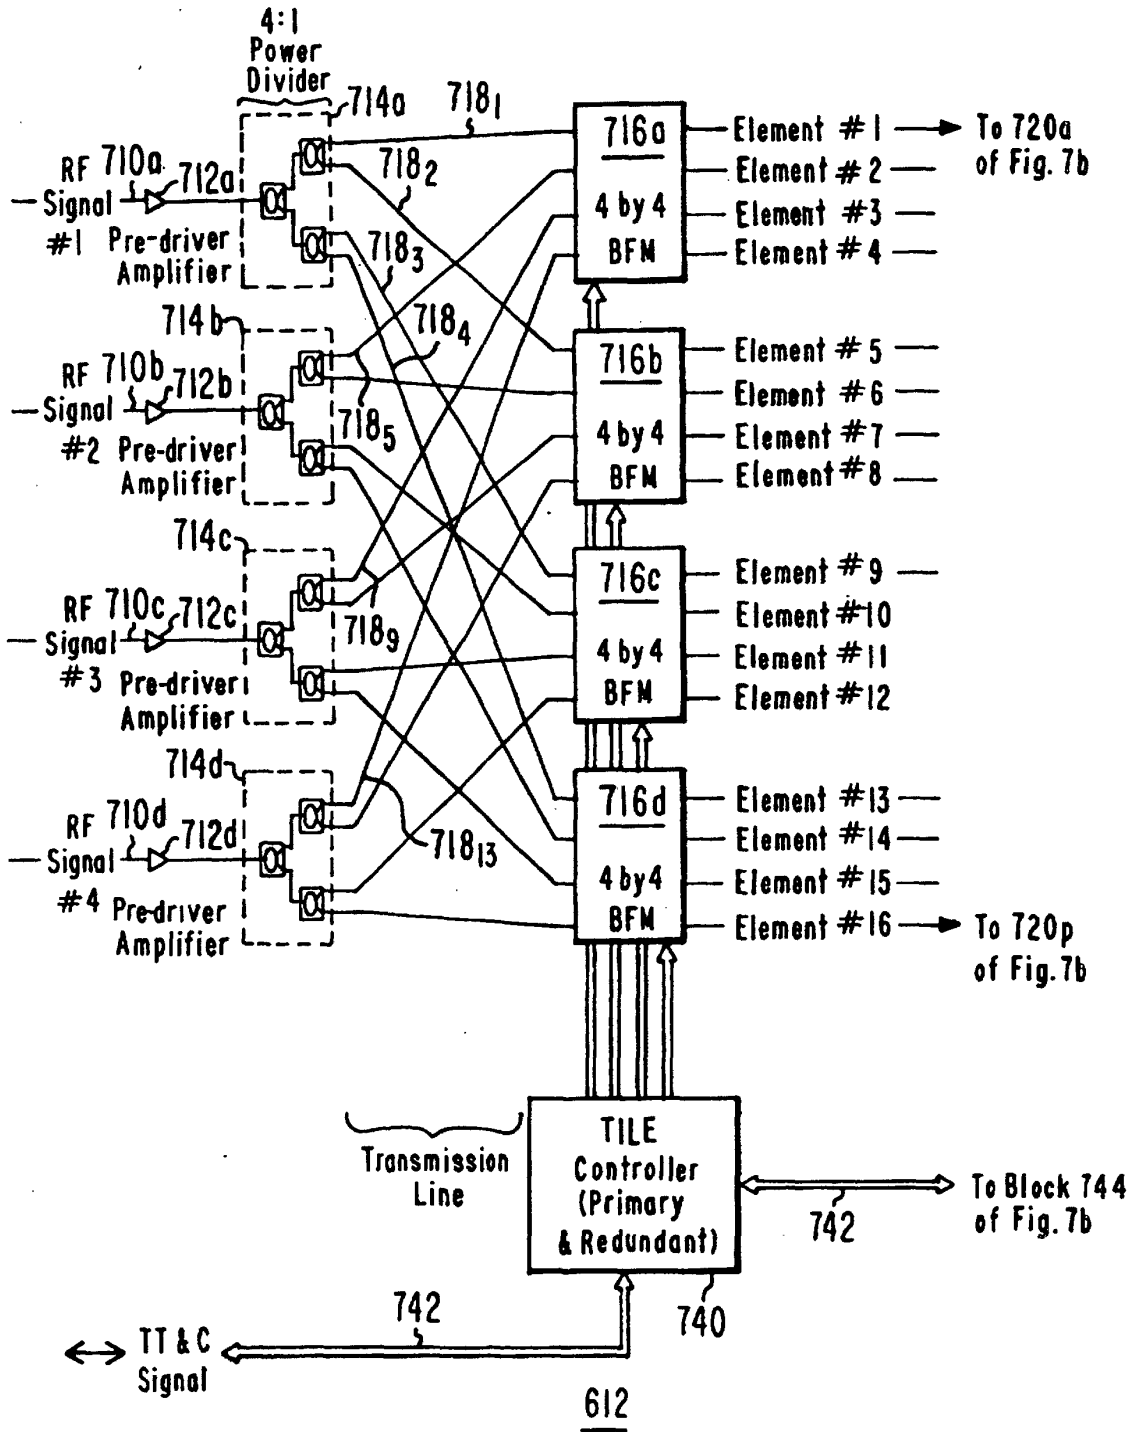 4:1
Power
Divider
714a
718₁
716a
4 by 4
BFM
Element #1
To 720a
of Fig. 7b
Element #2
Element #3
Element #4
RF
Signal
#1
710a
712a
Pre-driver
Amplifier
718₂
718₃
718₄
718₅
714b
RF
Signal
#2
710b
712b
Pre-driver
Amplifier
716b
4 by 4
BFM
Element #5
Element #6
Element #7
Element #8
714c
RF
Signal
#3
710c
712c
Pre-driver
Amplifier
718₉
716c
4 by 4
BFM
Element #9
Element #10
Element #11
Element #12
714d
RF
Signal
#4
710d
712d
Pre-driver
Amplifier
718₁₃
716d
4 by 4
BFM
Element #13
Element #14
Element #15
Element #16
To 720p
of Fig. 7b
Transmission
Line
TILE
Controller
(Primary
& Redundant)
742
To Block 744
of Fig. 7b
740
742
TT & C
Signal
612